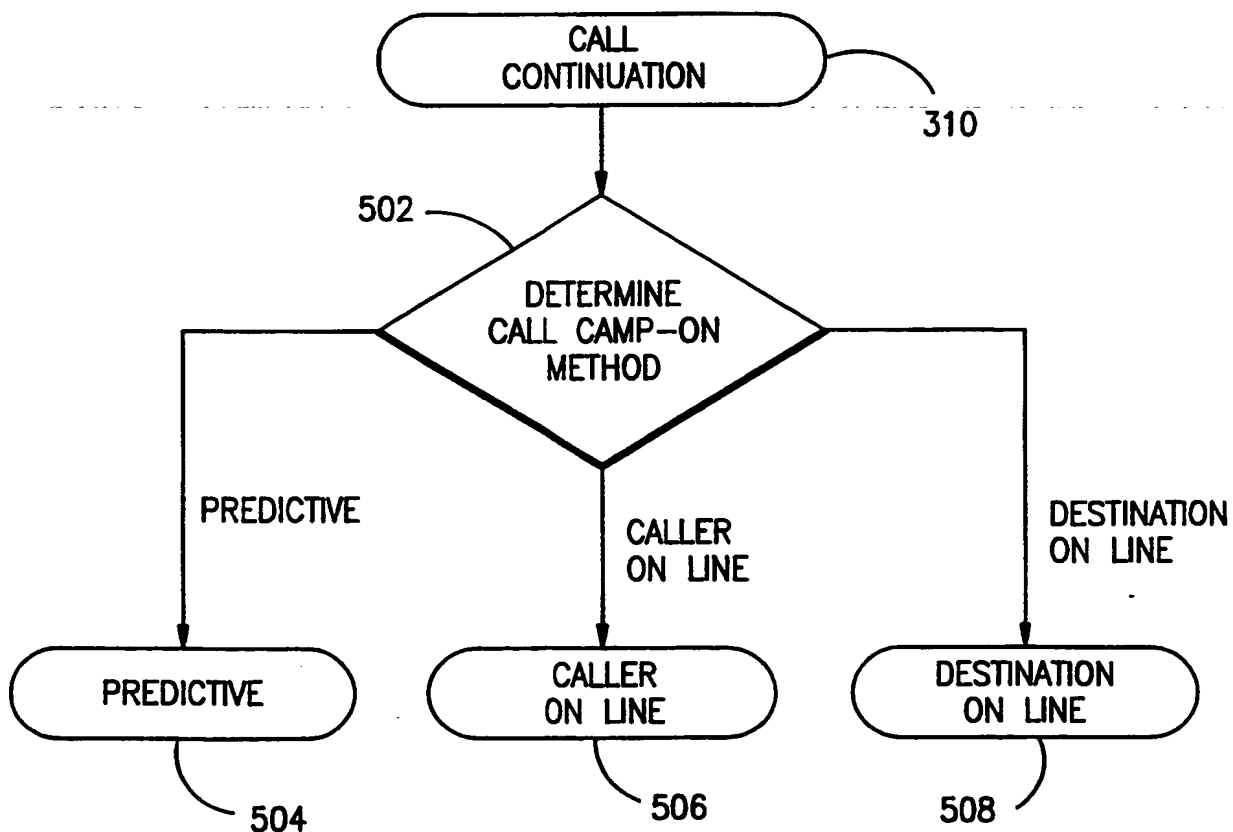 CALL
CONTINUATION
310
502
DETERMINE
CALL CAMP-ON
METHOD
PREDICTIVE
CALLER
ON LINE
DESTINATION
ON LINE
PREDICTIVE
CALLER
ON LINE
DESTINATION
ON LINE
504
506
508